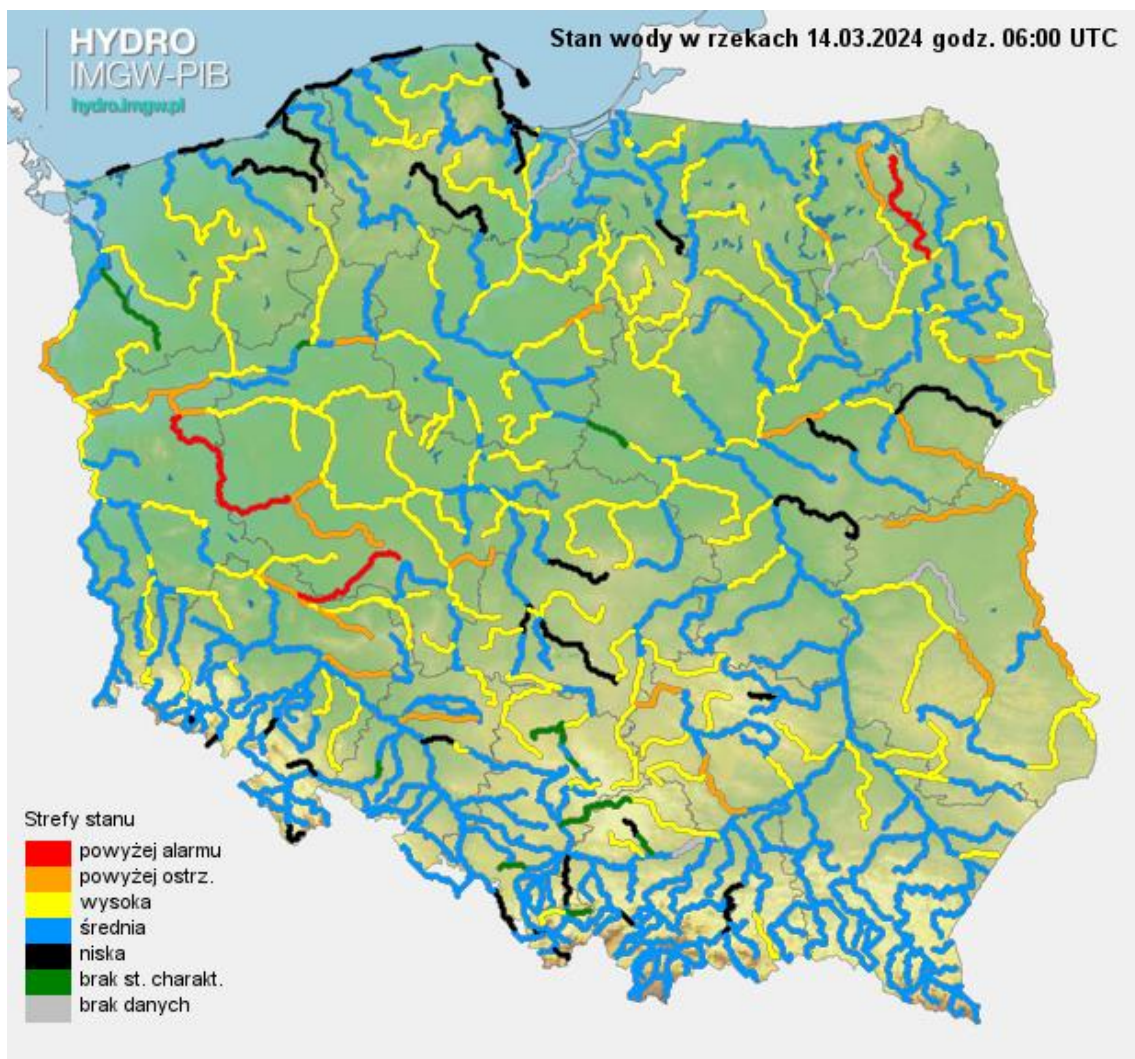 HYDRO
IMGW-PIB
hydro.imgw.pl
Stan wody w rzekach 14.03.2024 godz. 06:00 UTC
Strefy stanu
powyżej alarmu
powyżej ostrz.
wysoka
średnia
niska
brak st. charakt.
brak danych